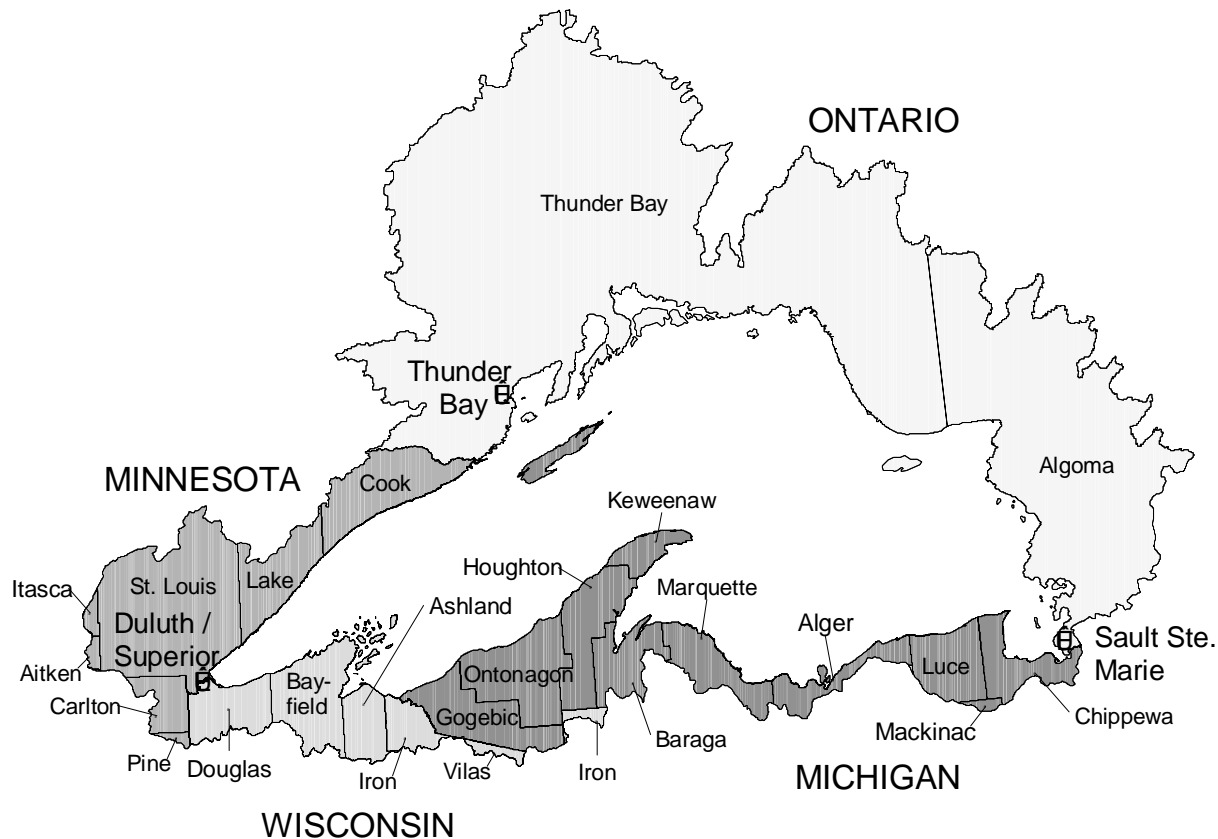 ONTARIO
Thunder Bay
Thunder
Bay
Algoma
MINNESOTA
Cook
Keweenaw
Itasca
St. Louis
Lake
Houghton
Marquette
Ashland
Duluth /
Superior
Alger
Sault Ste.
Marie
Aitken
Bay-
field
Ontonagon
Luce
Carlton
Gogebic
Chippewa
Mackinac
Baraga
Pine
Douglas
Iron
Vilas
Iron
MICHIGAN
WISCONSIN